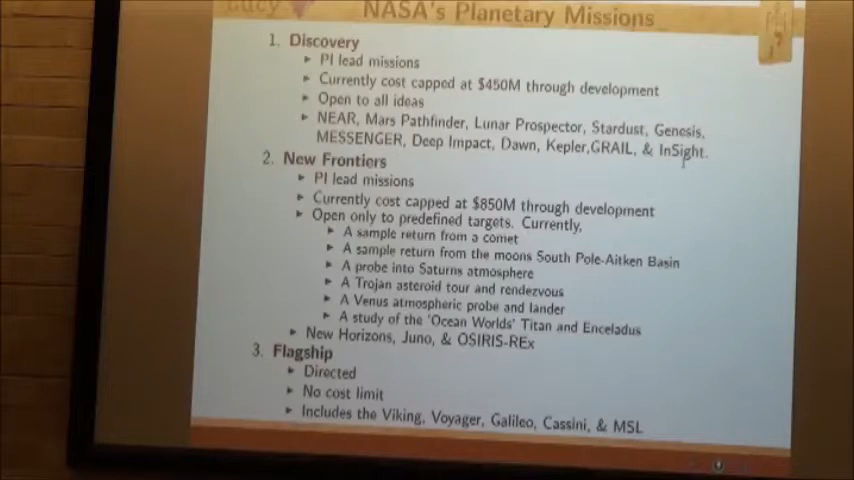 Lucy
NASA's Planetary Missions
1. Discovery
▸ PI lead missions
▸ Currently cost capped at $450M through development
▸ Open to all ideas
▸ NEAR, Mars Pathfinder, Lunar Prospector, Stardust, Genesis,
MESSENGER, Deep Impact, Dawn, Kepler,GRAIL, & InSight.
2. New Frontiers
▸ PI lead missions
▸ Currently cost capped at $850M through development
▸ Open only to predefined targets. Currently,
▸ A sample return from a comet
▸ A sample return from the moons South Pole-Aitken Basin
▸ A probe into Saturns atmosphere
▸ A Trojan asteroid tour and rendezvous
▸ A Venus atmospheric probe and lander
▸ A study of the 'Ocean Worlds' Titan and Enceladus
▸ New Horizons, Juno, & OSIRIS-REx
3. Flagship
▸ Directed
▸ No cost limit
▸ Includes the Viking, Voyager, Galileo, Cassini, & MSL